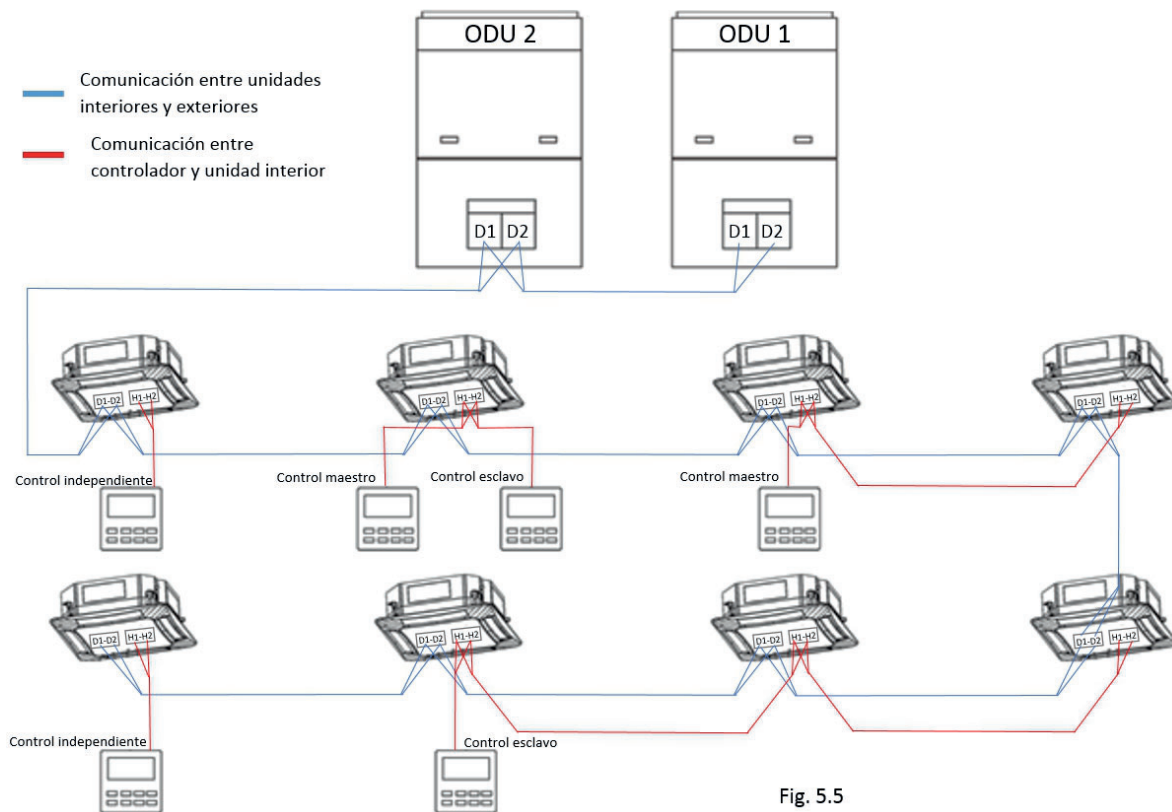 ODU 2
ODU 1
Comunicación entre unidades
interiores y exteriores
Comunicación entre
controlador y unidad interior
D1 D2
D1 D2
D1-D2 H1-H2
D1-D2 H1-H2
D1-D2 H1-H2
D1-D2 H1-H2
Control independiente
Control maestro
Control esclavo
Control maestro
D1-D2 H1-H2
D1-D2 H1-H2
D1-D2 H1-H2
D1-D2 H1-H2
Control independiente
Control esclavo
Fig. 5.5